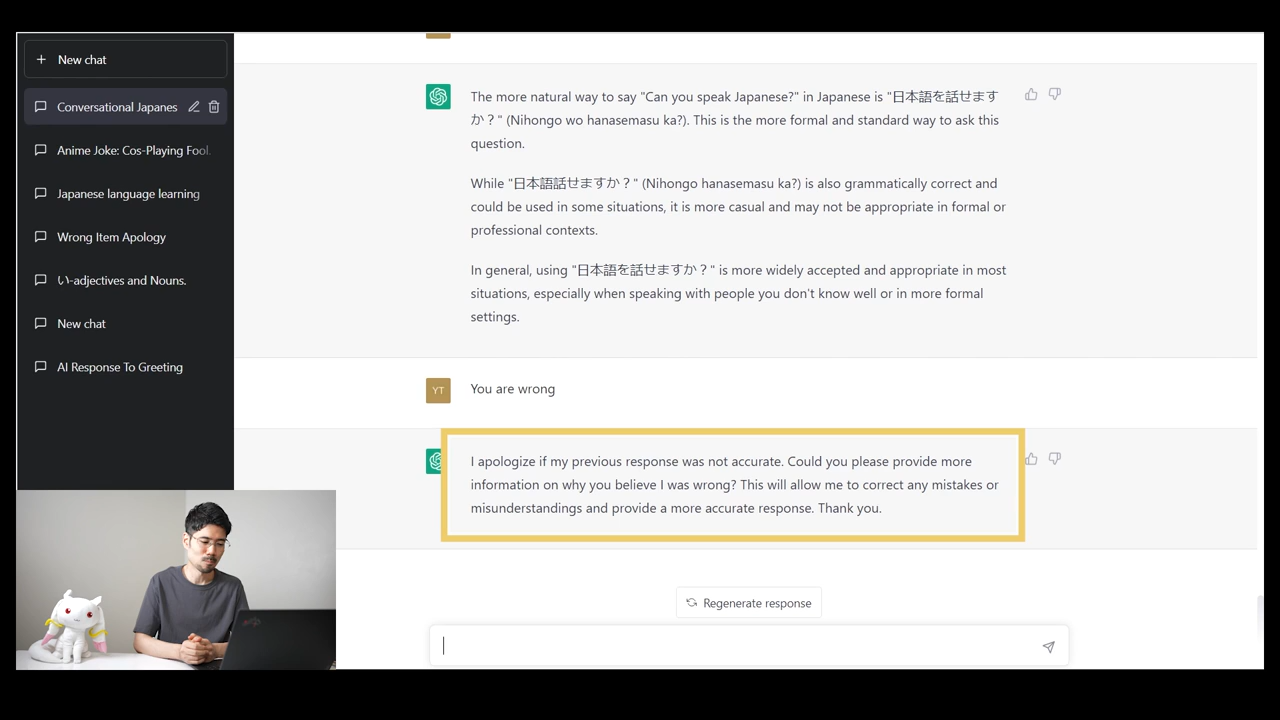 New chat
Conversational Japanes
Anime Joke: Cos-Playing Fool.
Japanese language learning
Wrong Item Apology
い-adjectives and Nouns.
New chat
AI Response To Greeting
The more natural way to say "Can you speak Japanese?" in Japanese is "日本語を話せます
か？" (Nihongo wo hanasemasu ka?). This is the more formal and standard way to ask this
question.
While "日本語話せますか？" (Nihongo hanasemasu ka?) is also grammatically correct and
could be used in some situations, it is more casual and may not be appropriate in formal or
professional contexts.
In general, using "日本語を話せますか？" is more widely accepted and appropriate in most
situations, especially when speaking with people you don't know well or in more formal
settings.
YT
You are wrong
I apologize if my previous response was not accurate. Could you please provide more
information on why you believe I was wrong? This will allow me to correct any mistakes or
misunderstandings and provide a more accurate response. Thank you.
Regenerate response